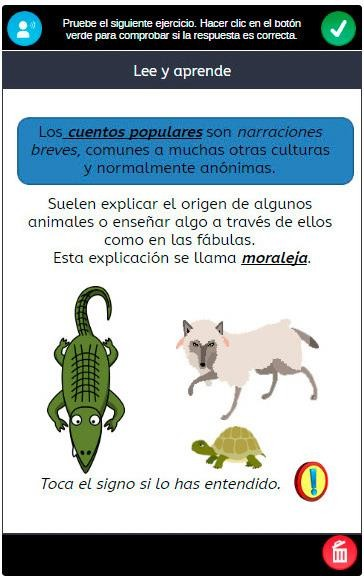 Pruebe el siguiente ejercicio. Hacer clic en el botón
verde para comprobar si la respuesta es correcta.
Lee y aprende
Los cuentos populares son narraciones
breves, comunes a muchas otras culturas
y normalmente anónimas.
Suelen explicar el origen de algunos
animales o enseñar algo a través de ellos
como en las fábulas.
Esta explicación se llama moraleja.
Toca el signo si lo has entendido.
!